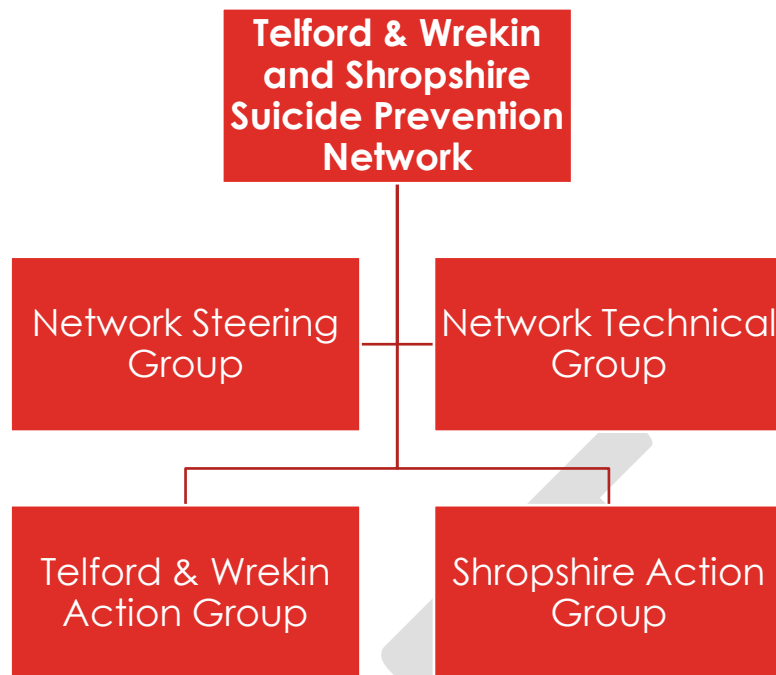 Telford & Wrekin
and Shropshire
Suicide Prevention
Network
Network Steering
Group
Network Technical
Group
Telford & Wrekin
Action Group
Shropshire Action
Group